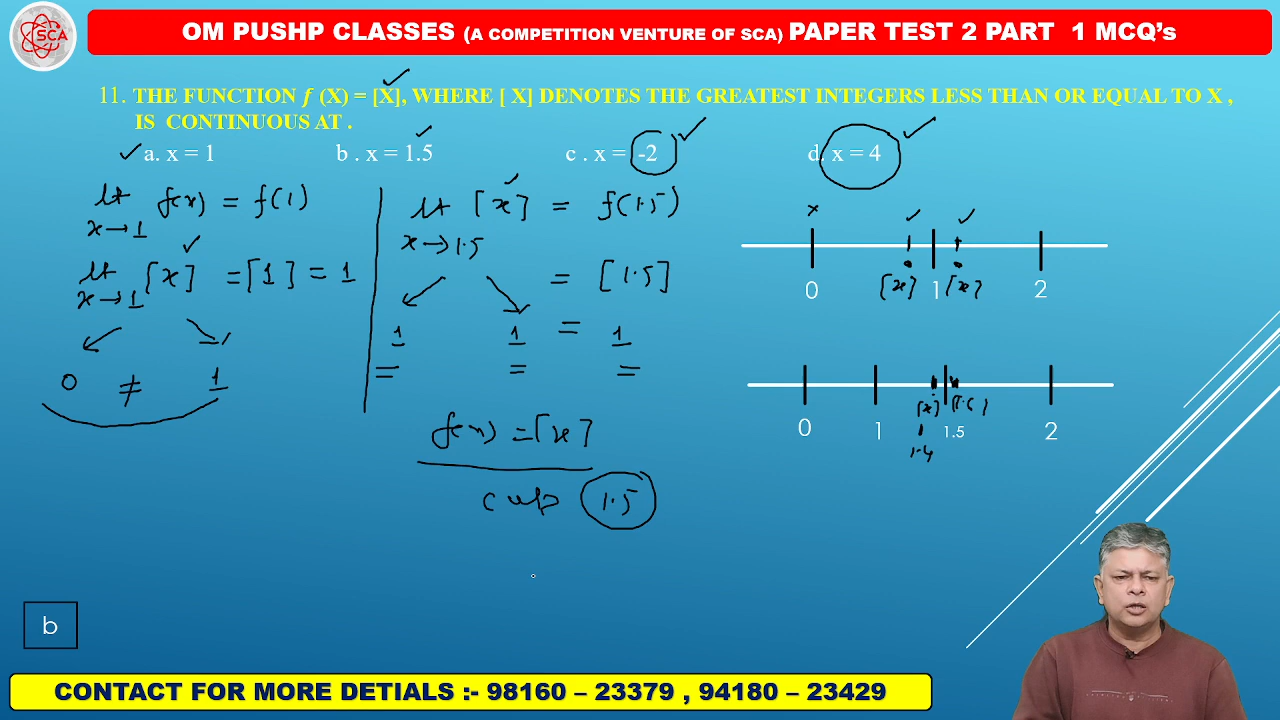 SCA
OM PUSHP CLASSES (A COMPETITION VENTURE OF SCA) PAPER TEST 2 PART 1 MCQ's
11. THE FUNCTION ƒ (X) = [X], WHERE [ X] DENOTES THE GREATEST INTEGERS LESS THAN OR EQUAL TO X ,
IS CONTINUOUS AT .
a. x = 1 b . x = 1.5 c . x = -2 d. x = 4
lt f(x) = f(1)
x→1
lt [x] = [1] = 1
x→1
0 ≠ 1
lt [x] = f(1.5)
x→1.5
= [1.5]
1 1 = 1
= = =
f(x) = [x]
1.5
x
[x] [x]
0 1 2
[x]
0 1 1.5 2
1.4
b
CONTACT FOR MORE DETIALS :- 98160 – 23379 , 94180 – 23429